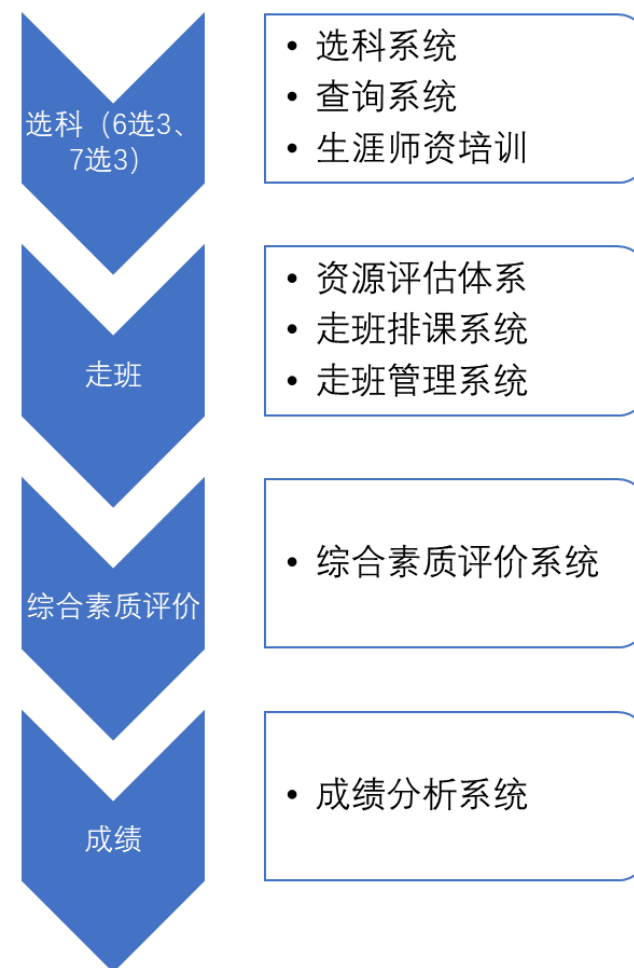 选科（6选3、
7选3）
• 选科系统
• 查询系统
• 生涯师资培训
走班
• 资源评估体系
• 走班排课系统
• 走班管理系统
综合素质评价
• 综合素质评价系统
成绩
• 成绩分析系统